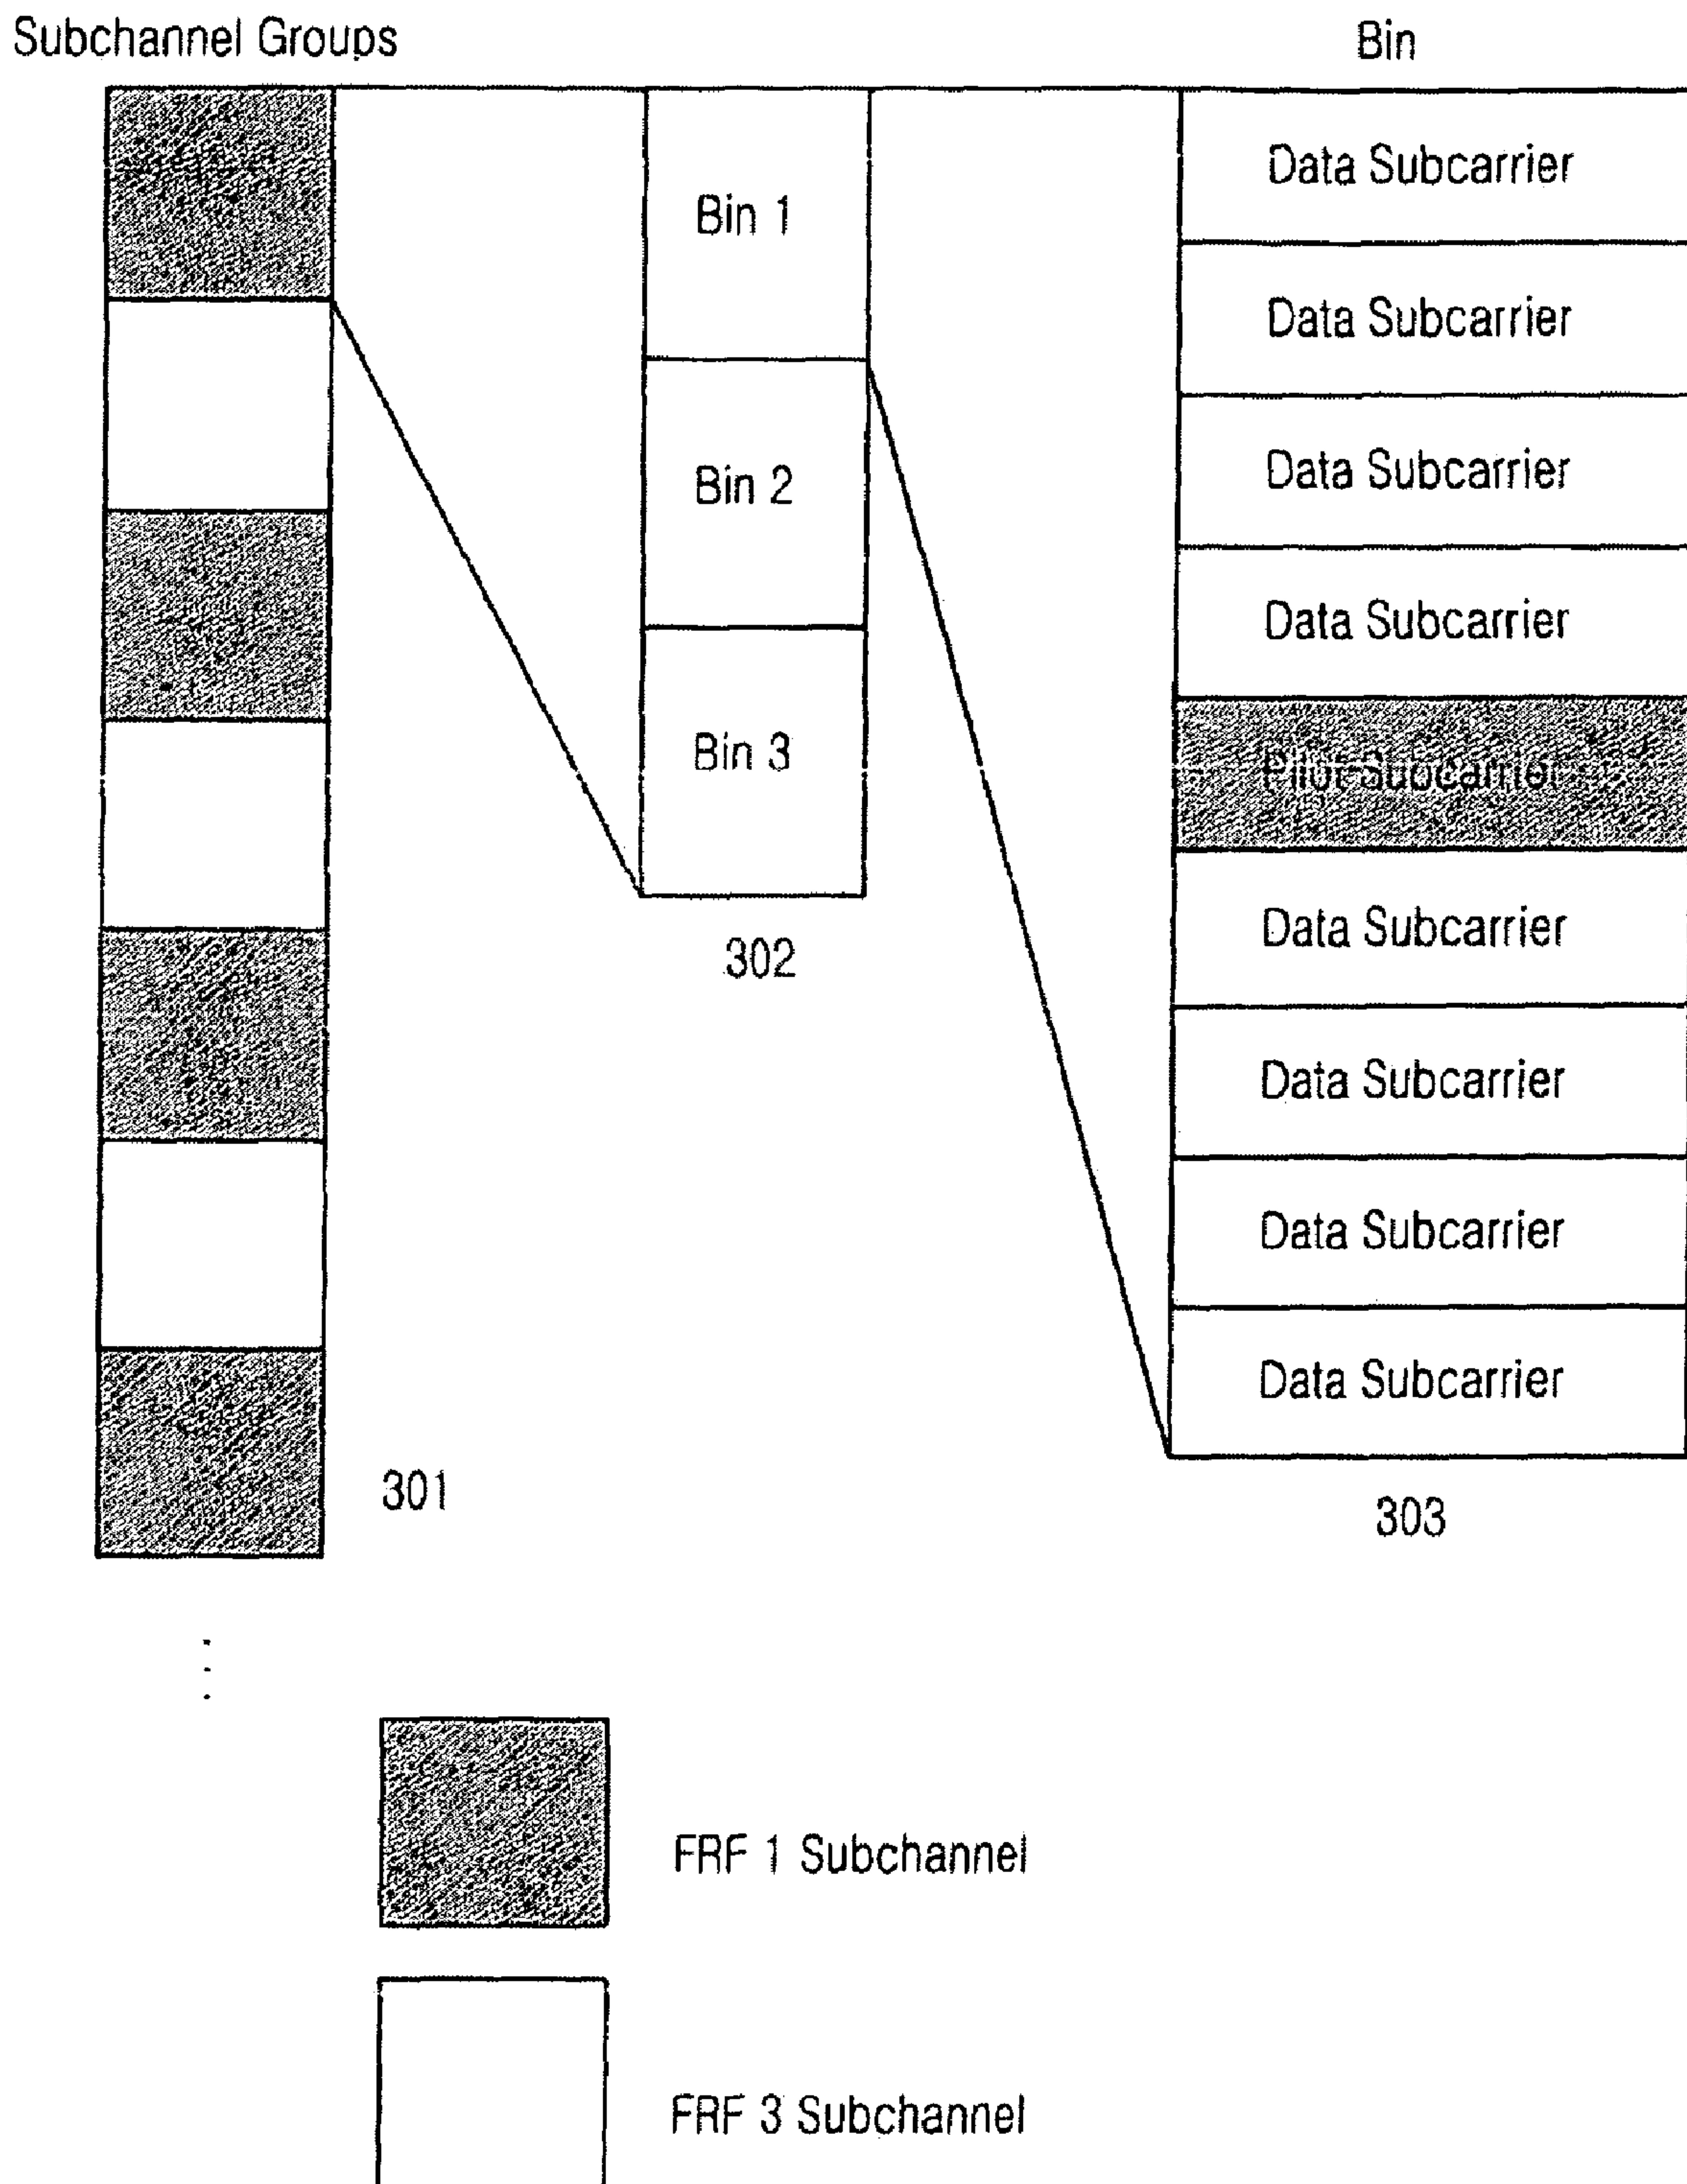 Subchannel Groups
Bin
Bin 1
Bin 2
Bin 3
302
Data Subcarrier
Data Subcarrier
Data Subcarrier
Data Subcarrier
Pilot Subcarrier
Data Subcarrier
Data Subcarrier
Data Subcarrier
Data Subcarrier
301
303
FRF 1 Subchannel
FRF 3 Subchannel